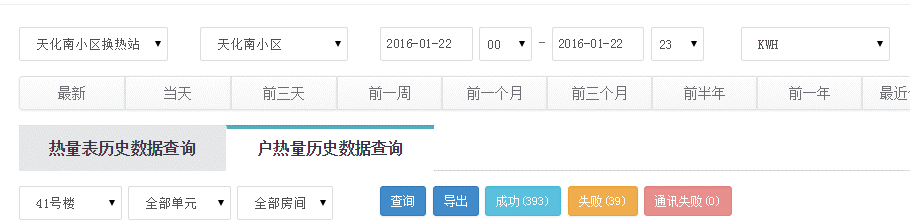 天化南小区换热站 天化南小区 2016-01-22 00 - 2016-01-22 23 KWH
最新 当天 前三天 前一周 前一个月 前三个月 前半年 前一年 最近
热量表历史数据查询 户热量历史数据查询
41号楼 全部单元 全部房间 查询 导出 成功(393) 失败(39) 通讯失败(0)